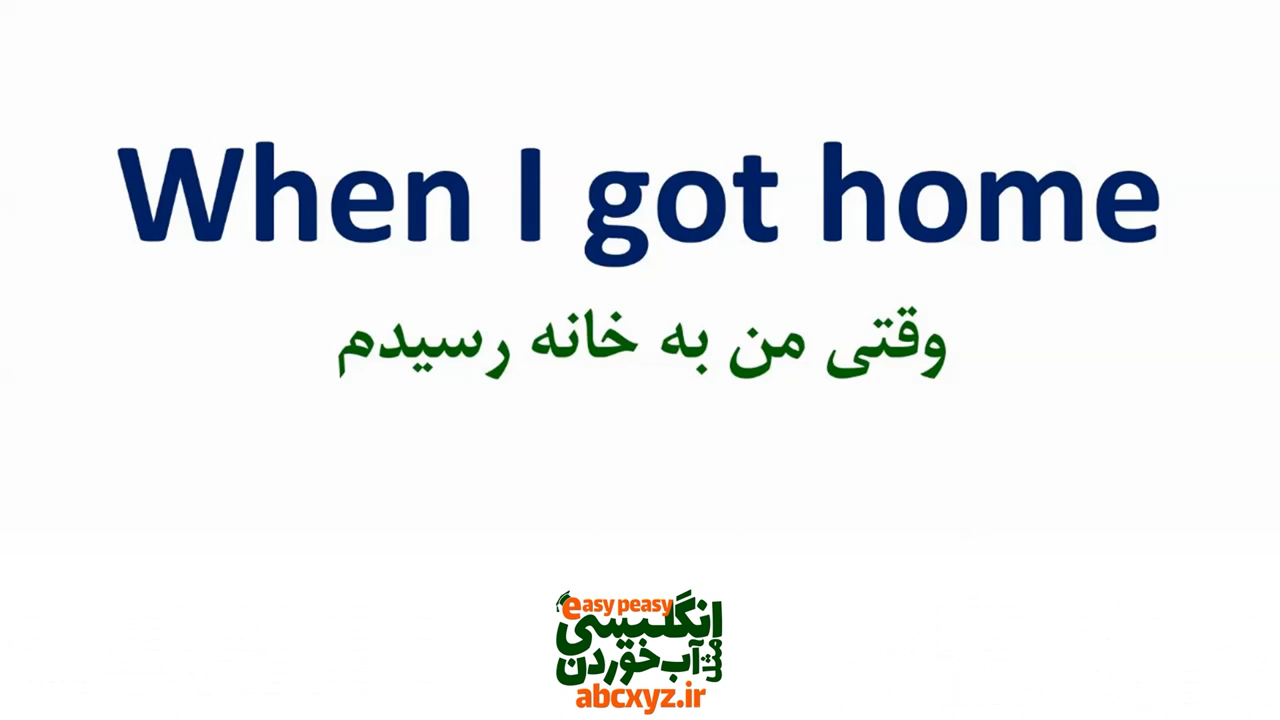 When I got home
وقتی من به خانه رسیدم
easy peasy
انگلیسی
مثل آب خوردن
abcxyz.ir